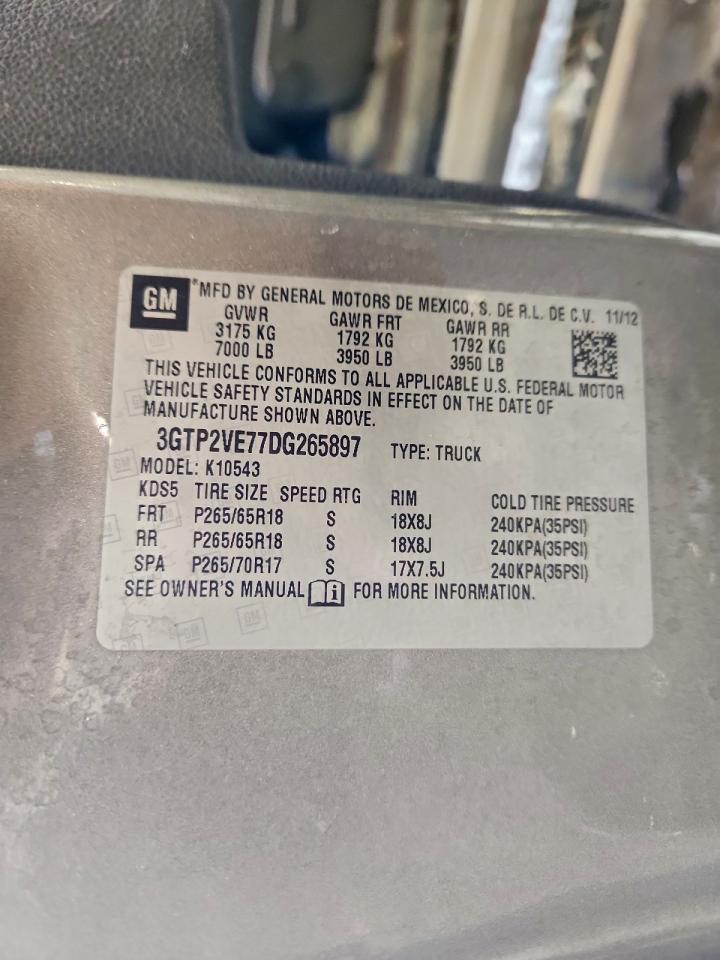 GM
*MFD BY GENERAL MOTORS DE MEXICO, S. DE R.L. DE C.V. 11/12
GVWR GAWR FRT GAWR RR
3175 KG 1792 KG 1792 KG
7000 LB 3950 LB 3950 LB
THIS VEHICLE CONFORMS TO ALL APPLICABLE U.S. FEDERAL MOTOR
VEHICLE SAFETY STANDARDS IN EFFECT ON THE DATE OF
MANUFACTURE SHOWN ABOVE.
3GTP2VE77DG265897 TYPE: TRUCK
MODEL: K10543
KDS5 TIRE SIZE SPEED RTG RIM COLD TIRE PRESSURE
FRT P265/65R18 S 18X8J 240KPA(35PSI)
RR P265/65R18 S 18X8J 240KPA(35PSI)
SPA P265/70R17 S 17X7.5J 240KPA(35PSI)
SEE OWNER'S MANUAL i FOR MORE INFORMATION.
GM